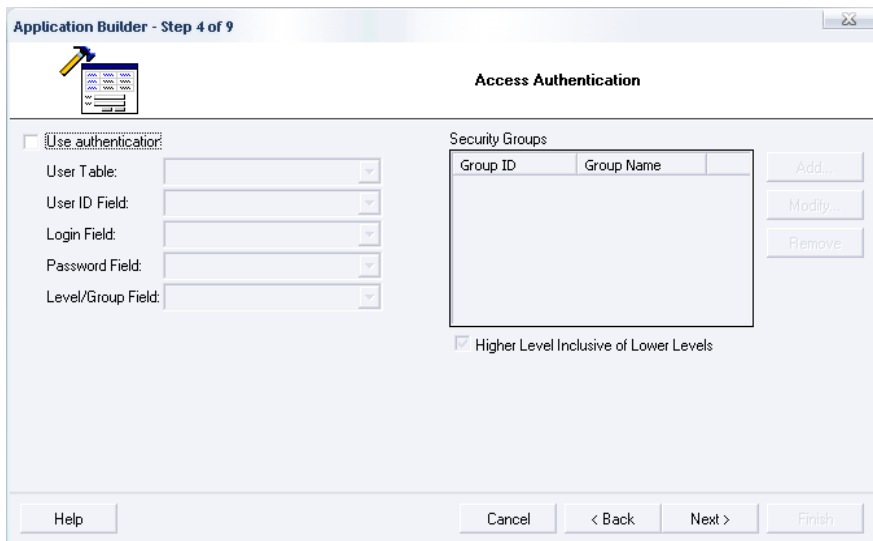 Application Builder - Step 4 of 9
Access Authentication
Use authentication
User Table:
User ID Field:
Login Field:
Password Field:
Level/Group Field:
Security Groups
Group ID Group Name
Add...
Modify...
Remove
Higher Level Inclusive of Lower Levels
Help Cancel < Back Next > Finish